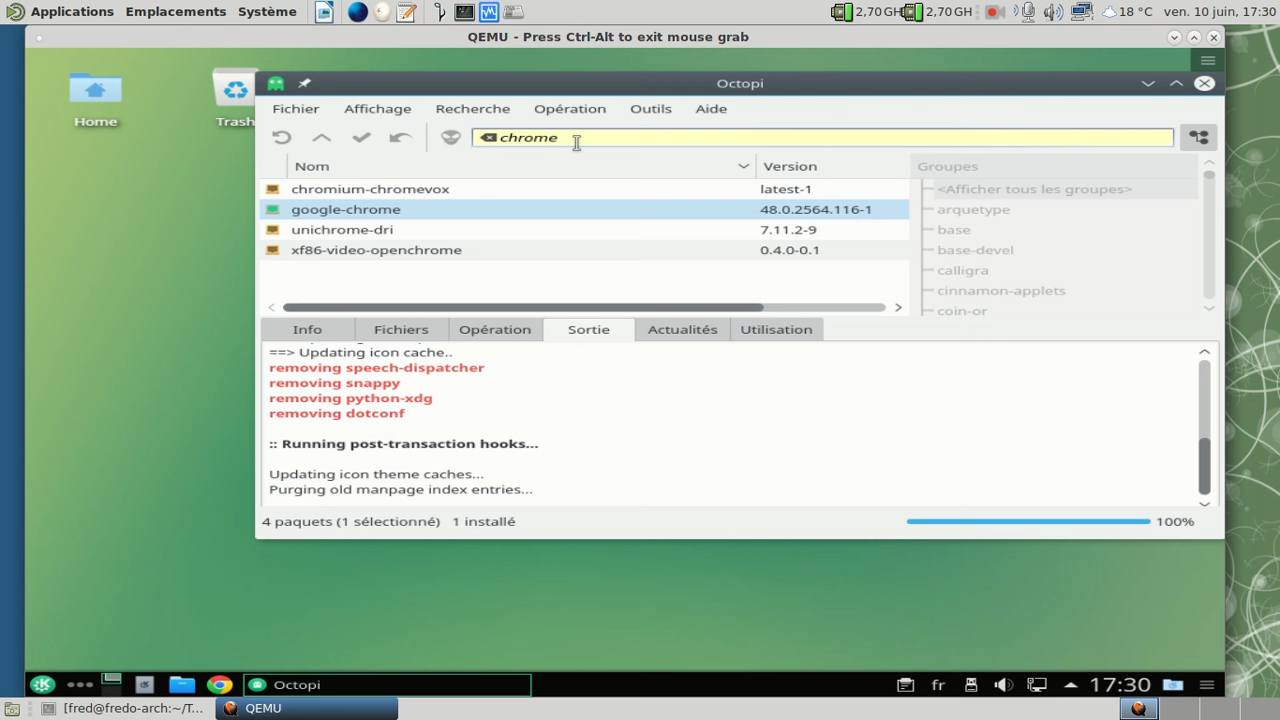 Applications Emplacements Système 2,70 GH 2,70 GH 18 °C ven. 10 juin, 17:30
QEMU - Press Ctrl-Alt to exit mouse grab
Home
Trash
Octopi
Fichier Affichage Recherche Opération Outils Aide
chrome
Nom Version Groupes
chromium-chromevox latest-1 <Afficher tous les groupes>
google-chrome 48.0.2564.116-1 arquetype
unichrome-dri 7.11.2-9 base
xf86-video-openchrome 0.4.0-0.1 base-devel
calligra
cinnamon-applets
coin-or
Info Fichiers Opération Sortie Actualités Utilisation
==> Updating icon cache..
removing speech-dispatcher
removing snappy
removing python-xdg
removing dotconf
:: Running post-transaction hooks...
Updating icon theme caches...
Purging old manpage index entries...
4 paquets (1 sélectionné) 1 installé 100%
Octopi fr 17:30
[fred@fredo-arch:~/T... QEMU